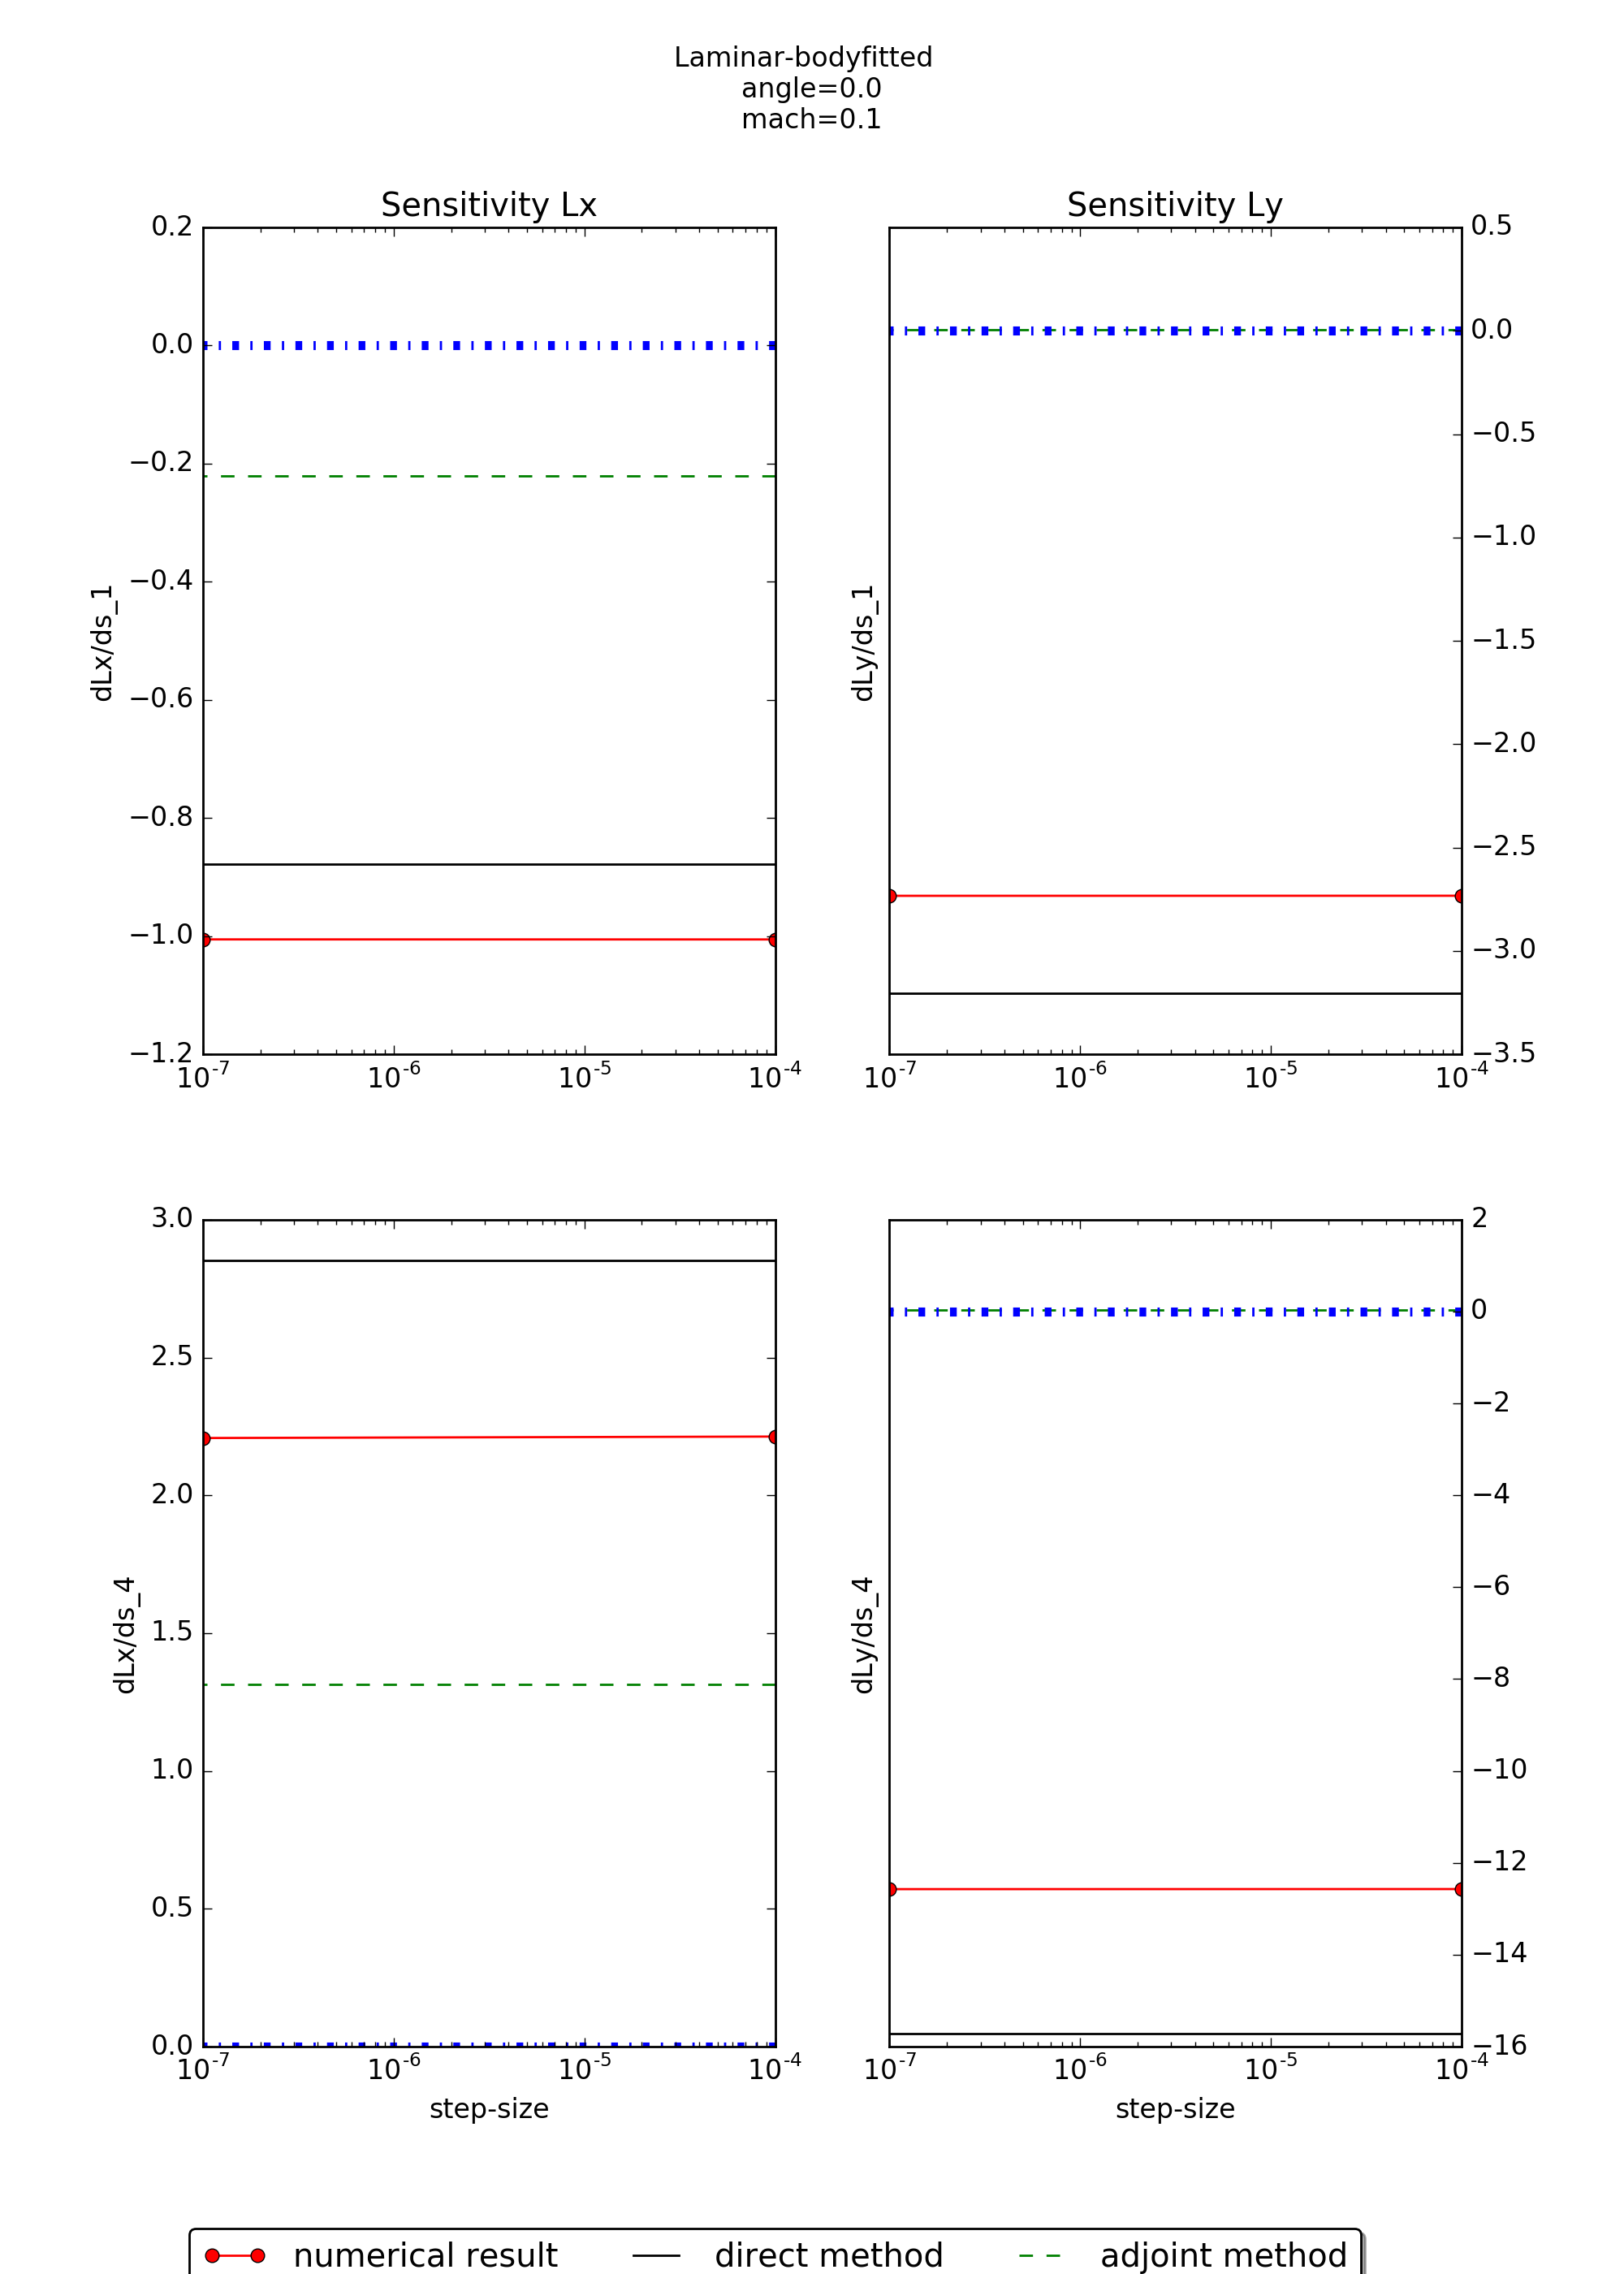 Laminar-bodyfitted
angle=0.0
mach=0.1
Sensitivity Lx
Sensitivity Ly
0.2
0.0
−0.2
−0.4
−0.6
−0.8
−1.0
−1.2
dLx/ds_1
10^-7 10^-6 10^-5 10^-4
dLy/ds_1
0.5
0.0
−0.5
−1.0
−1.5
−2.0
−2.5
−3.0
−3.5
10^-7 10^-6 10^-5 10^-4
3.0
2.5
2.0
1.5
1.0
0.5
0.0
dLx/ds_4
10^-7 10^-6 10^-5 10^-4
step-size
dLy/ds_4
2
0
−2
−4
−6
−8
−10
−12
−14
−16
10^-7 10^-6 10^-5 10^-4
step-size
numerical result direct method adjoint method